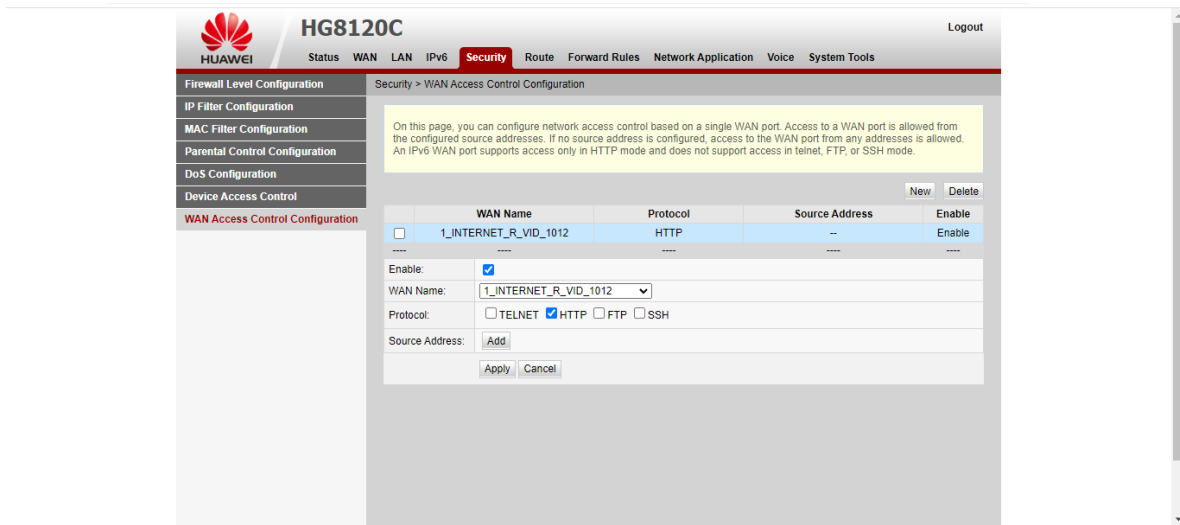 HG8120C
Logout
HUAWEI
Status WAN LAN IPv6 Security Route Forward Rules Network Application Voice System Tools
Firewall Level Configuration
IP Filter Configuration
MAC Filter Configuration
Parental Control Configuration
DoS Configuration
Device Access Control
WAN Access Control Configuration
Security > WAN Access Control Configuration
On this page, you can configure network access control based on a single WAN port. Access to a WAN port is allowed from
the configured source addresses. If no source address is configured, access to the WAN port from any addresses is allowed.
An IPv6 WAN port supports access only in HTTP mode and does not support access in telnet, FTP, or SSH mode.
New Delete
WAN Name Protocol Source Address Enable
1_INTERNET_R_VID_1012 HTTP -- Enable
---- ---- ---- ---- ----
Enable:
WAN Name: 1_INTERNET_R_VID_1012
Protocol: TELNET HTTP FTP SSH
Source Address: Add
Apply Cancel